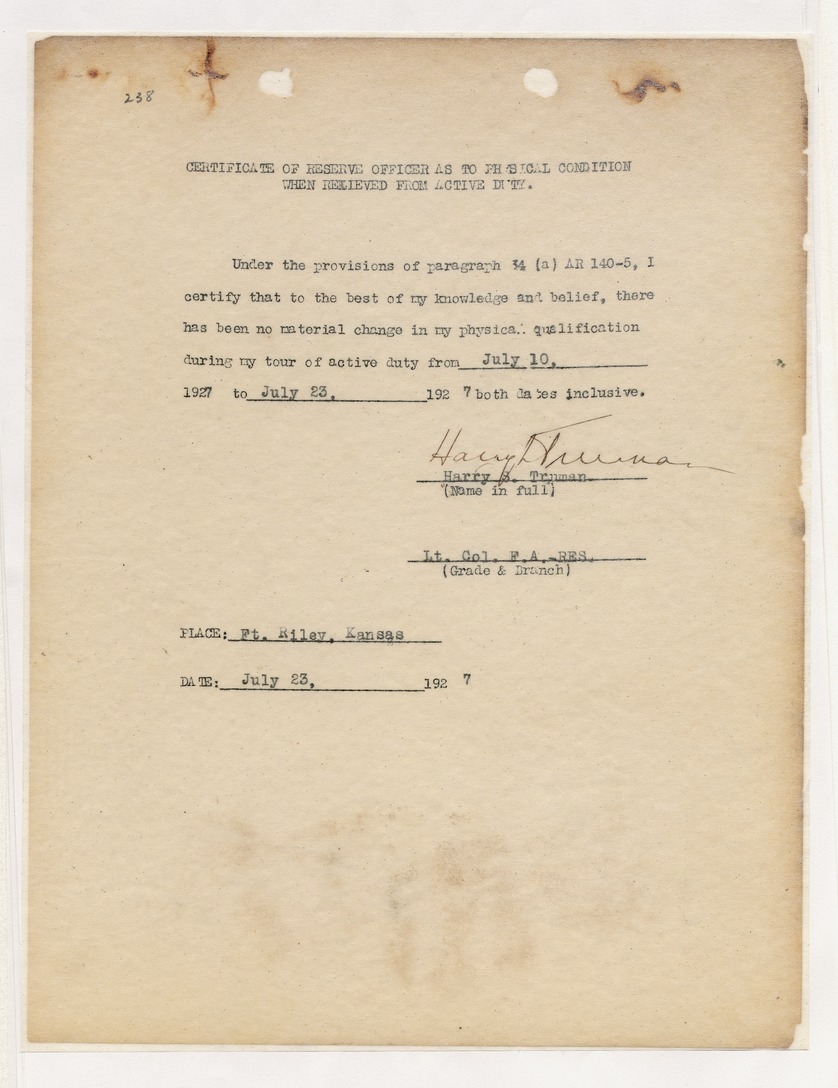 238
CERTIFICATE OF RESERVE OFFICER AS TO PHYSICAL CONDITION
WHEN RELIEVED FROM ACTIVE DUTY.
Under the provisions of paragraph 34 (a) AR 140-5, I
certify that to the best of my knowledge and belief, there
has been no material change in my physical qualification
during my tour of active duty from July 10,
1927 to July 23, 192 7 both dates inclusive.
Harry S Truman
Harry S. Truman
(Name in full)
Lt. Col. F.A.-RES.
(Grade & Branch)
PLACE: Ft. Riley, Kansas
DATE: July 23, 192 7